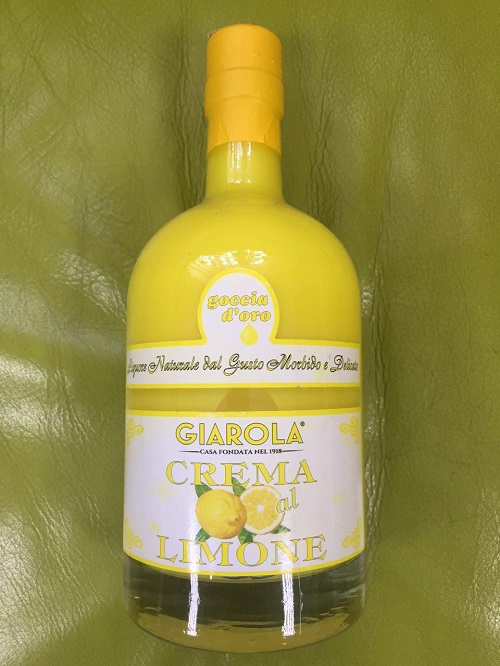 goccia
d'oro
Liquore Naturale dal Gusto Morbido e Delicato
GIAROLA®
CASA FONDATA NEL 1918
CREMA
al
LIMONE